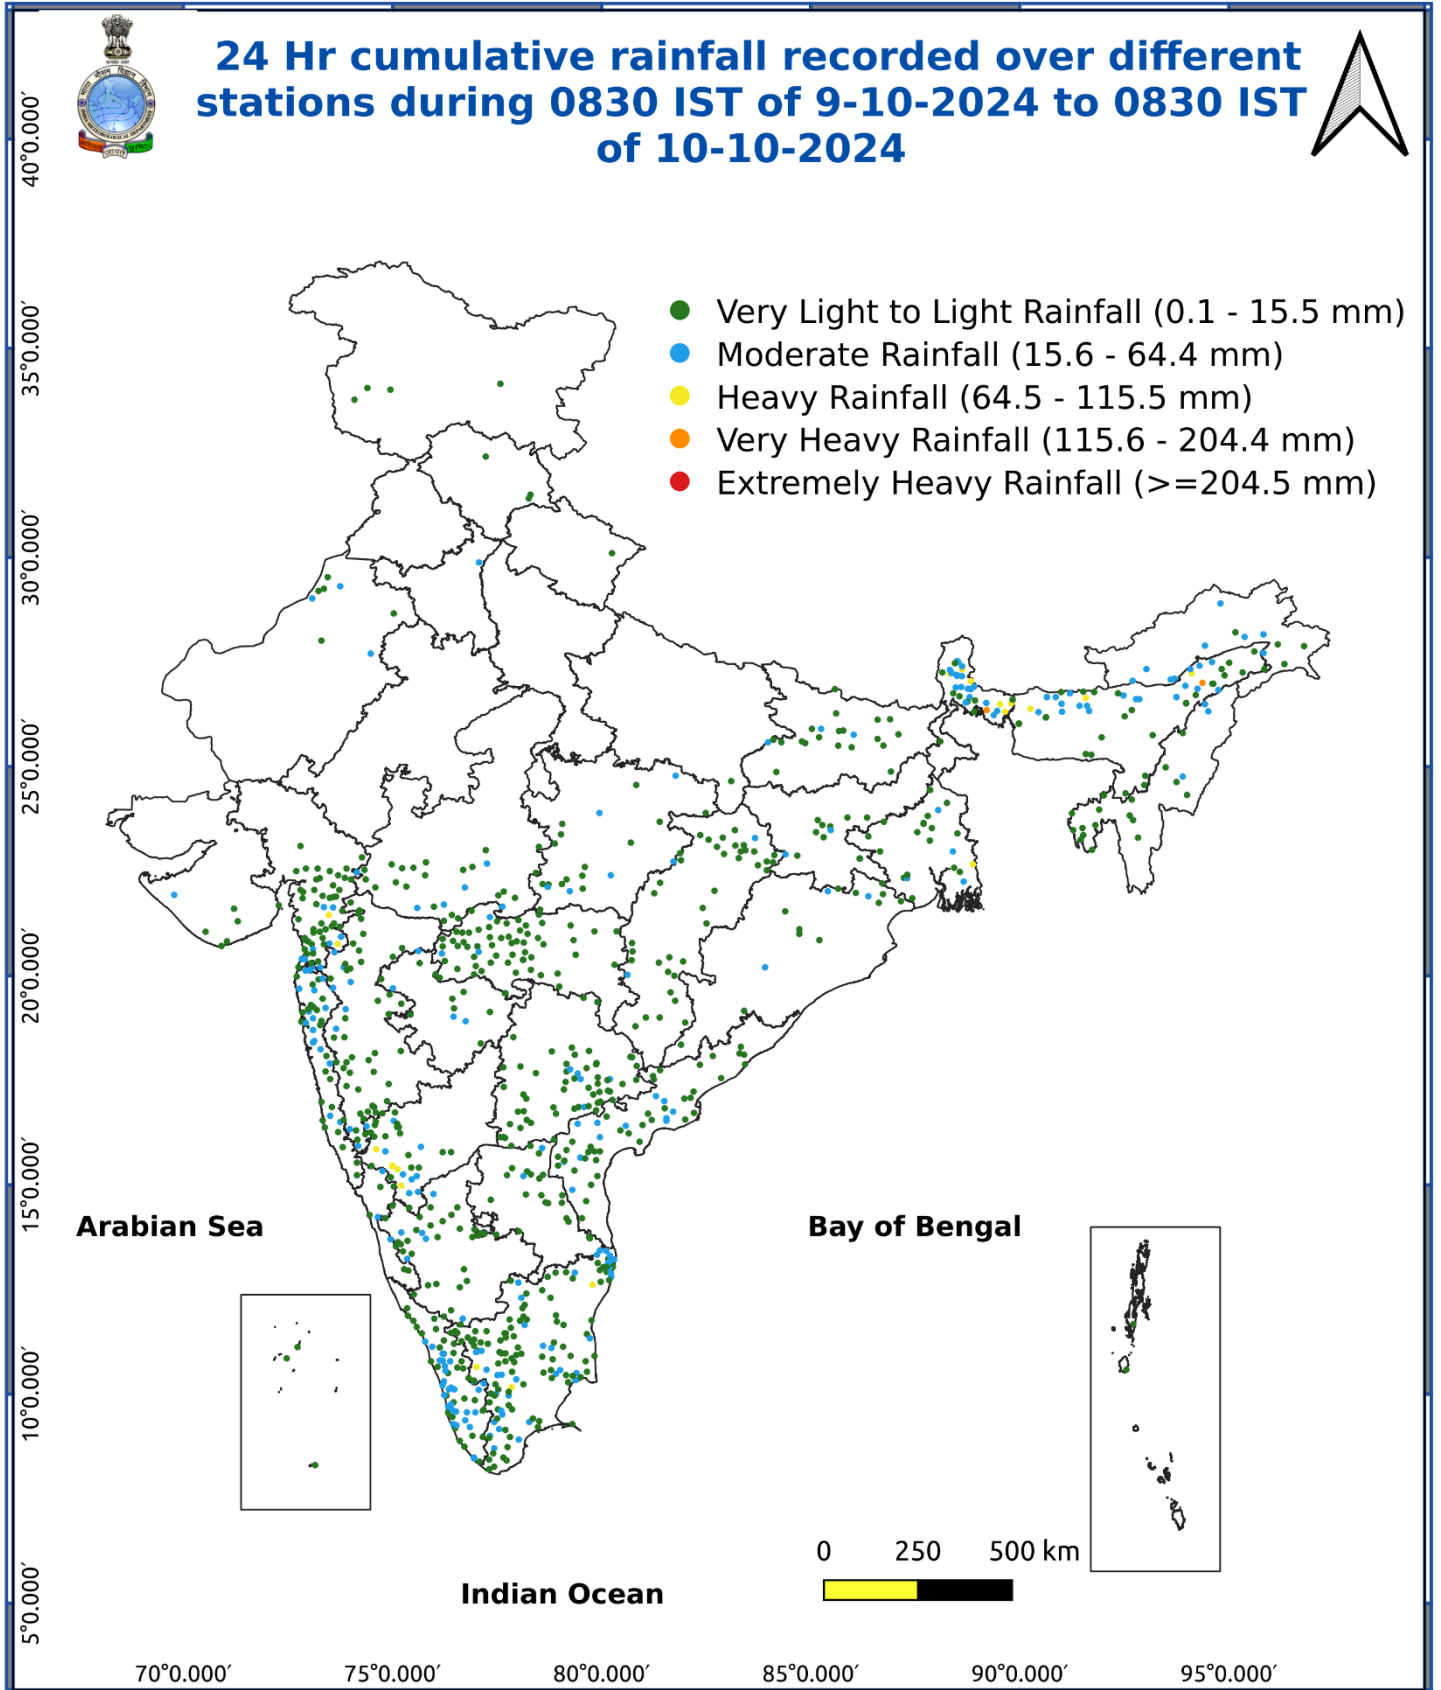 24 Hr cumulative rainfall recorded over different
stations during 0830 IST of 9-10-2024 to 0830 IST
of 10-10-2024
Very Light to Light Rainfall (0.1 - 15.5 mm)
Moderate Rainfall (15.6 - 64.4 mm)
Heavy Rainfall (64.5 - 115.5 mm)
Very Heavy Rainfall (115.6 - 204.4 mm)
Extremely Heavy Rainfall (>=204.5 mm)
40°0.000′
35°0.000′
30°0.000′
25°0.000′
20°0.000′
15°0.000′
10°0.000′
5°0.000′
Arabian Sea
Bay of Bengal
Indian Ocean
0 250 500 km
70°0.000′ 75°0.000′ 80°0.000′ 85°0.000′ 90°0.000′ 95°0.000′